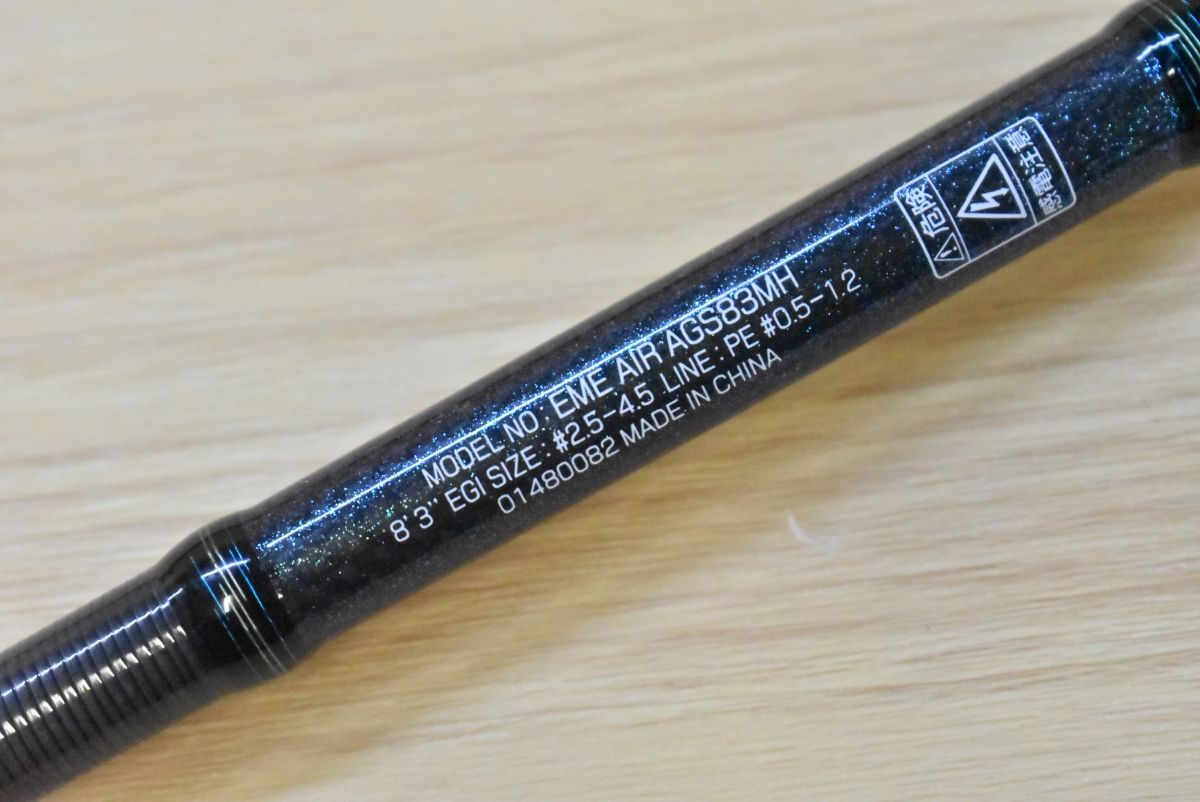 MODEL NO : EME AIR AGS83MH
8'3" EGI SIZE : #2.5-4.5 LINE : PE #0.5-1.2
01480082 MADE IN CHINA
危険
感電注意